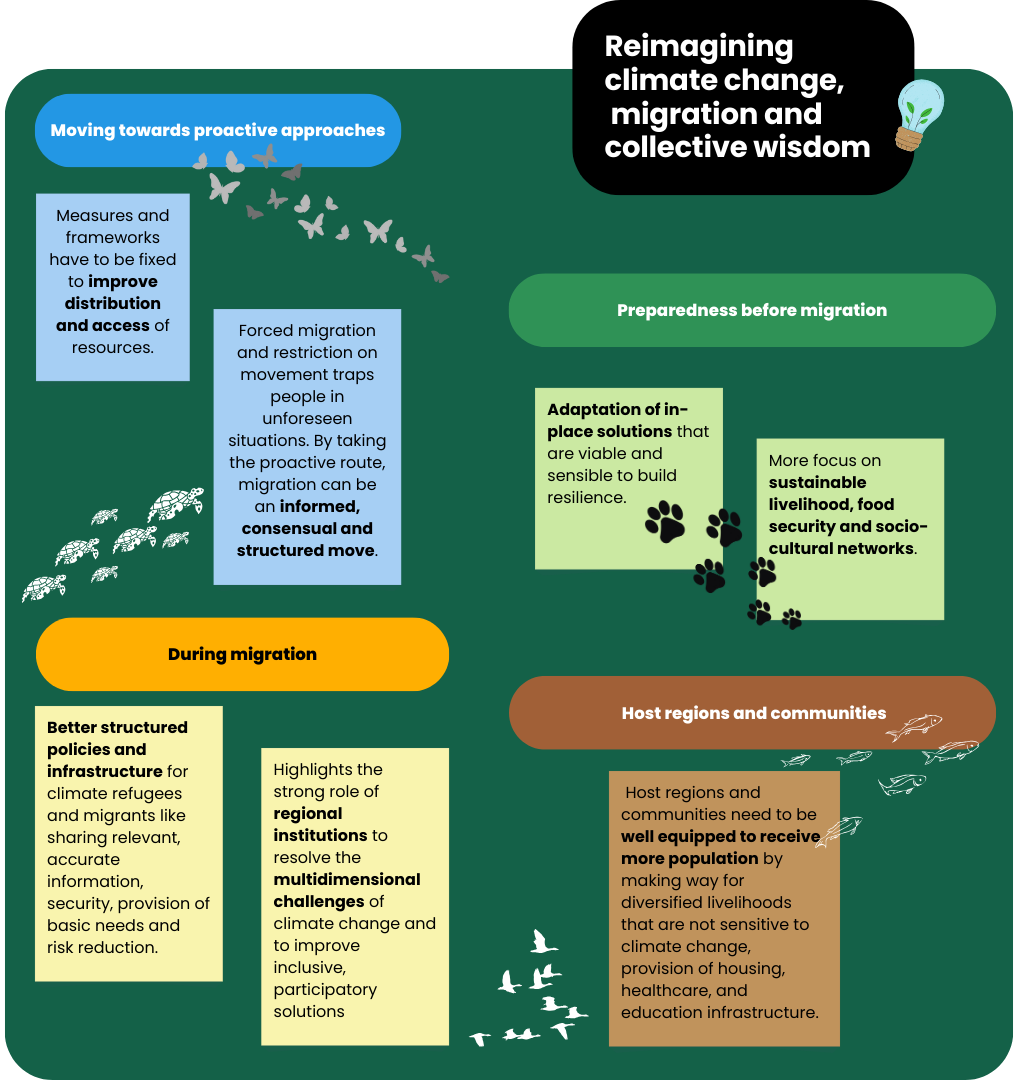 Reimagining
climate change,
migration and
collective wisdom
Moving towards proactive approaches
Measures and
frameworks
have to be fixed
to improve
distribution
and access of
resources.
Forced migration
and restriction on
movement traps
people in
unforeseen
situations. By taking
the proactive route,
migration can be
an informed,
consensual and
structured move.
Preparedness before migration
Adaptation of in-
place solutions that
are viable and
sensible to build
resilience.
More focus on
sustainable
livelihood, food
security and socio-
cultural networks.
During migration
Better structured
policies and
infrastructure for
climate refugees
and migrants like
sharing relevant,
accurate
information,
security, provision of
basic needs and
risk reduction.
Highlights the
strong role of
regional
institutions to
resolve the
multidimensional
challenges of
climate change and
to improve
inclusive,
participatory
solutions
Host regions and communities
Host regions and
communities need to be
well equipped to receive
more population by
making way for
diversified livelihoods
that are not sensitive to
climate change,
provision of housing,
healthcare, and
education infrastructure.